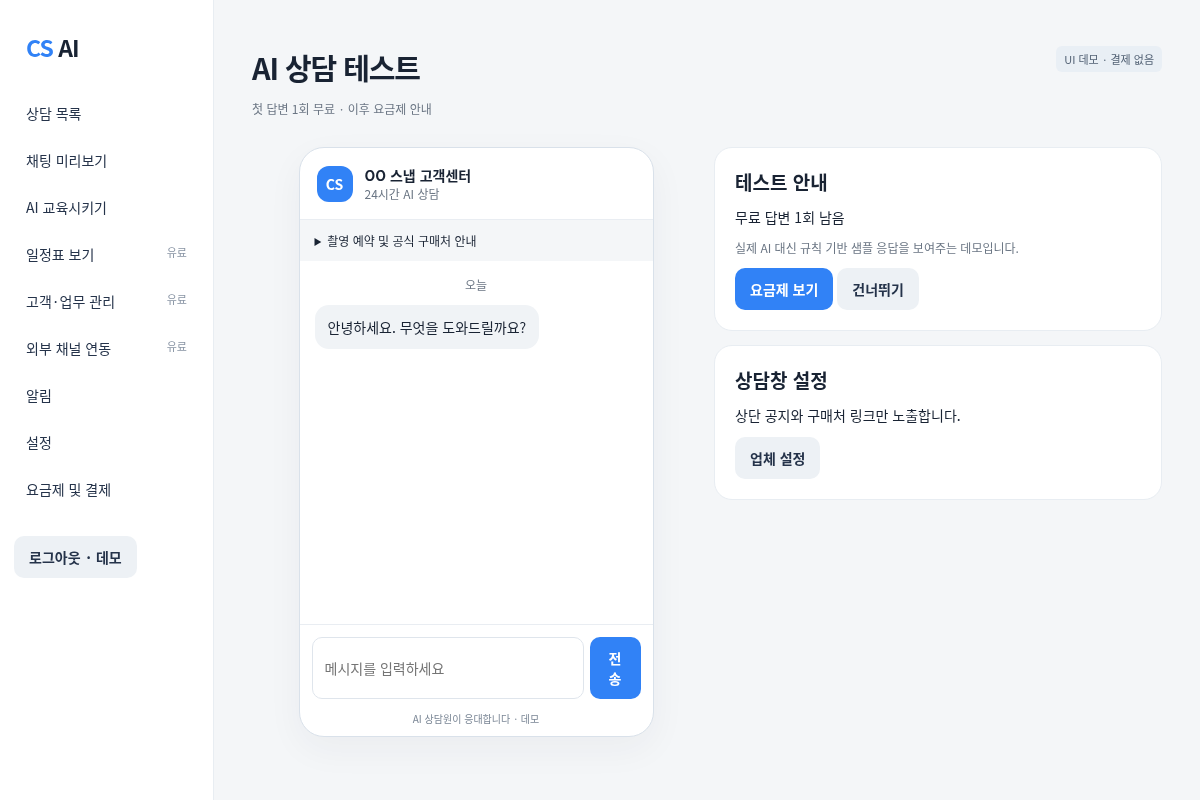 CS AI
상담 목록
채팅 미리보기
AI 교육시키기
일정표 보기 유료
고객·업무 관리 유료
외부 채널 연동 유료
알림
설정
요금제 및 결제
로그아웃 · 데모
AI 상담 테스트
첫 답변 1회 무료 · 이후 요금제 안내
UI 데모 · 결제 없음
CS
OO 스냅 고객센터
24시간 AI 상담
▶ 촬영 예약 및 공식 구매처 안내
오늘
안녕하세요. 무엇을 도와드릴까요?
메시지를 입력하세요
전
송
AI 상담원이 응대합니다 · 데모
테스트 안내
무료 답변 1회 남음
실제 AI 대신 규칙 기반 샘플 응답을 보여주는 데모입니다.
요금제 보기 건너뛰기
상담창 설정
상단 공지와 구매처 링크만 노출합니다.
업체 설정